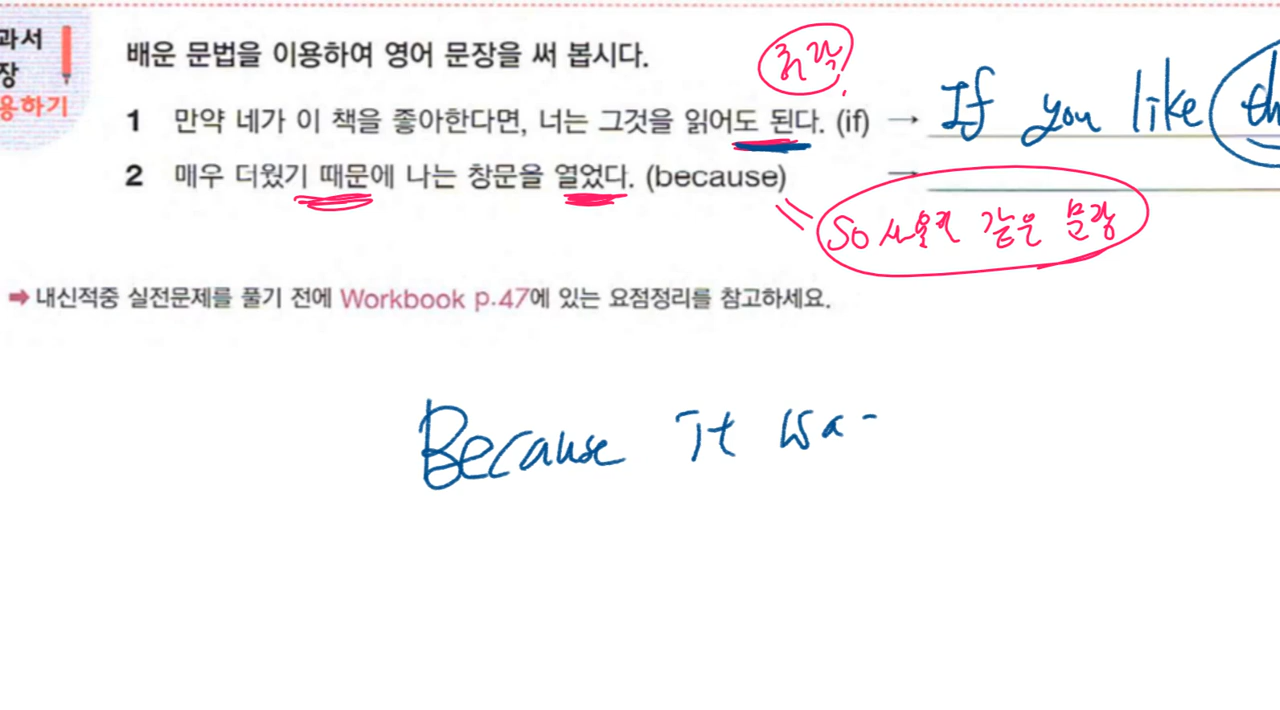 과서
장
용하기
배운 문법을 이용하여 영어 문장을 써 봅시다.
허락!
1 만약 네가 이 책을 좋아한다면, 너는 그것을 읽어도 된다. (if) → If you like th
2 매우 더웠기 때문에 나는 창문을 열었다. (because) →
So 사용한 같은 문장
➡ 내신적중 실전문제를 풀기 전에 Workbook p.47에 있는 요점정리를 참고하세요.
Because it wa